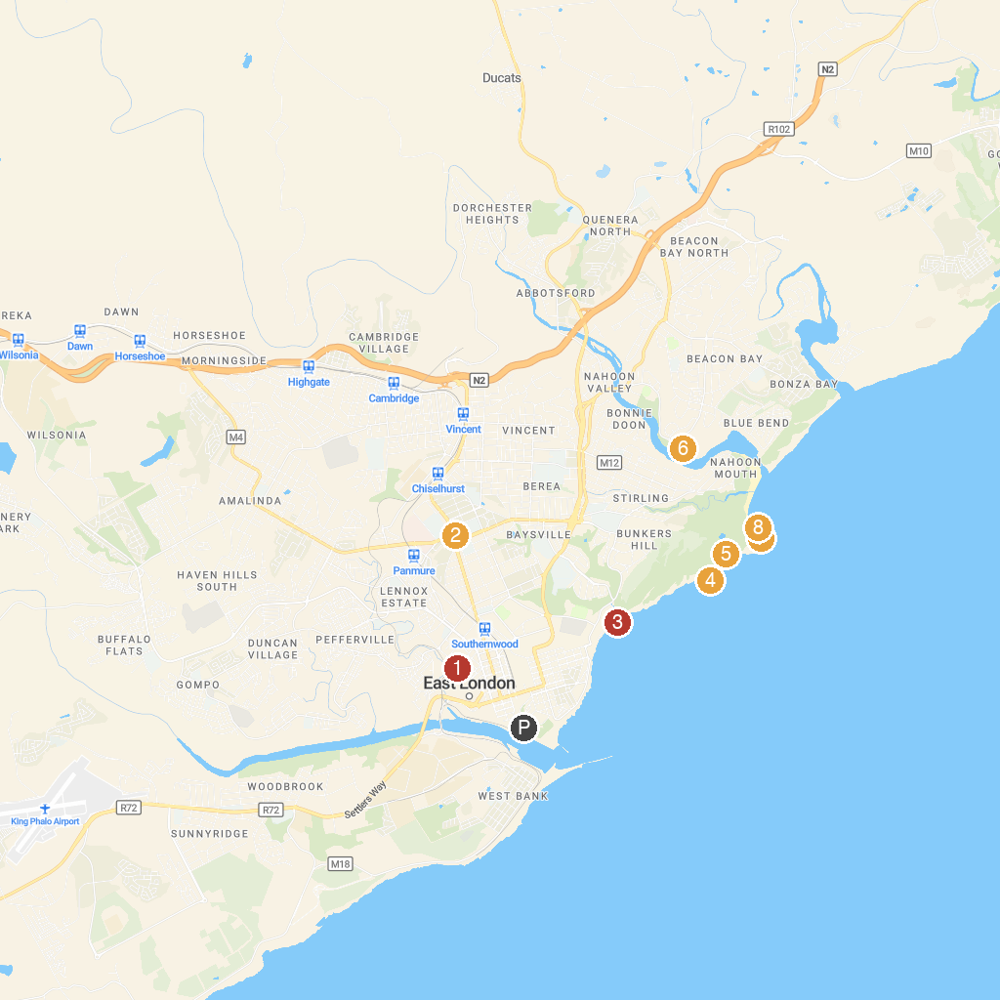 N2
Ducats
R102
M10
GO
DORCHESTER
HEIGHTS
QUENERA
NORTH
BEACON
BAY NORTH
ABBOTSFORD
REKA
DAWN
HORSESHOE
CAMBRIDGE
VILLAGE
Wilsonia
Dawn
Horseshoe
MORNINGSIDE
Highgate
N2
Cambridge
NAHOON
VALLEY
BEACON BAY
BONZA BAY
BONNIE
DOON
BLUE BEND
Vincent
VINCENT
WILSONIA
M4
6
M12
NAHOON
MOUTH
Chiselhurst
BEREA
STIRLING
AMALINDA
NERY
ARK
2
BAYSVILLE
BUNKERS
HILL
8
5
Panmure
4
HAVEN HILLS
SOUTH
LENNOX
ESTATE
3
Southernwood
BUFFALO
FLATS
DUNCAN
VILLAGE
PEFFERVILLE
1
East London
GOMPO
P
WOODBROOK
Settlers Way
WEST BANK
R72
R72
King Phalo Airport
SUNNYRIDGE
M18